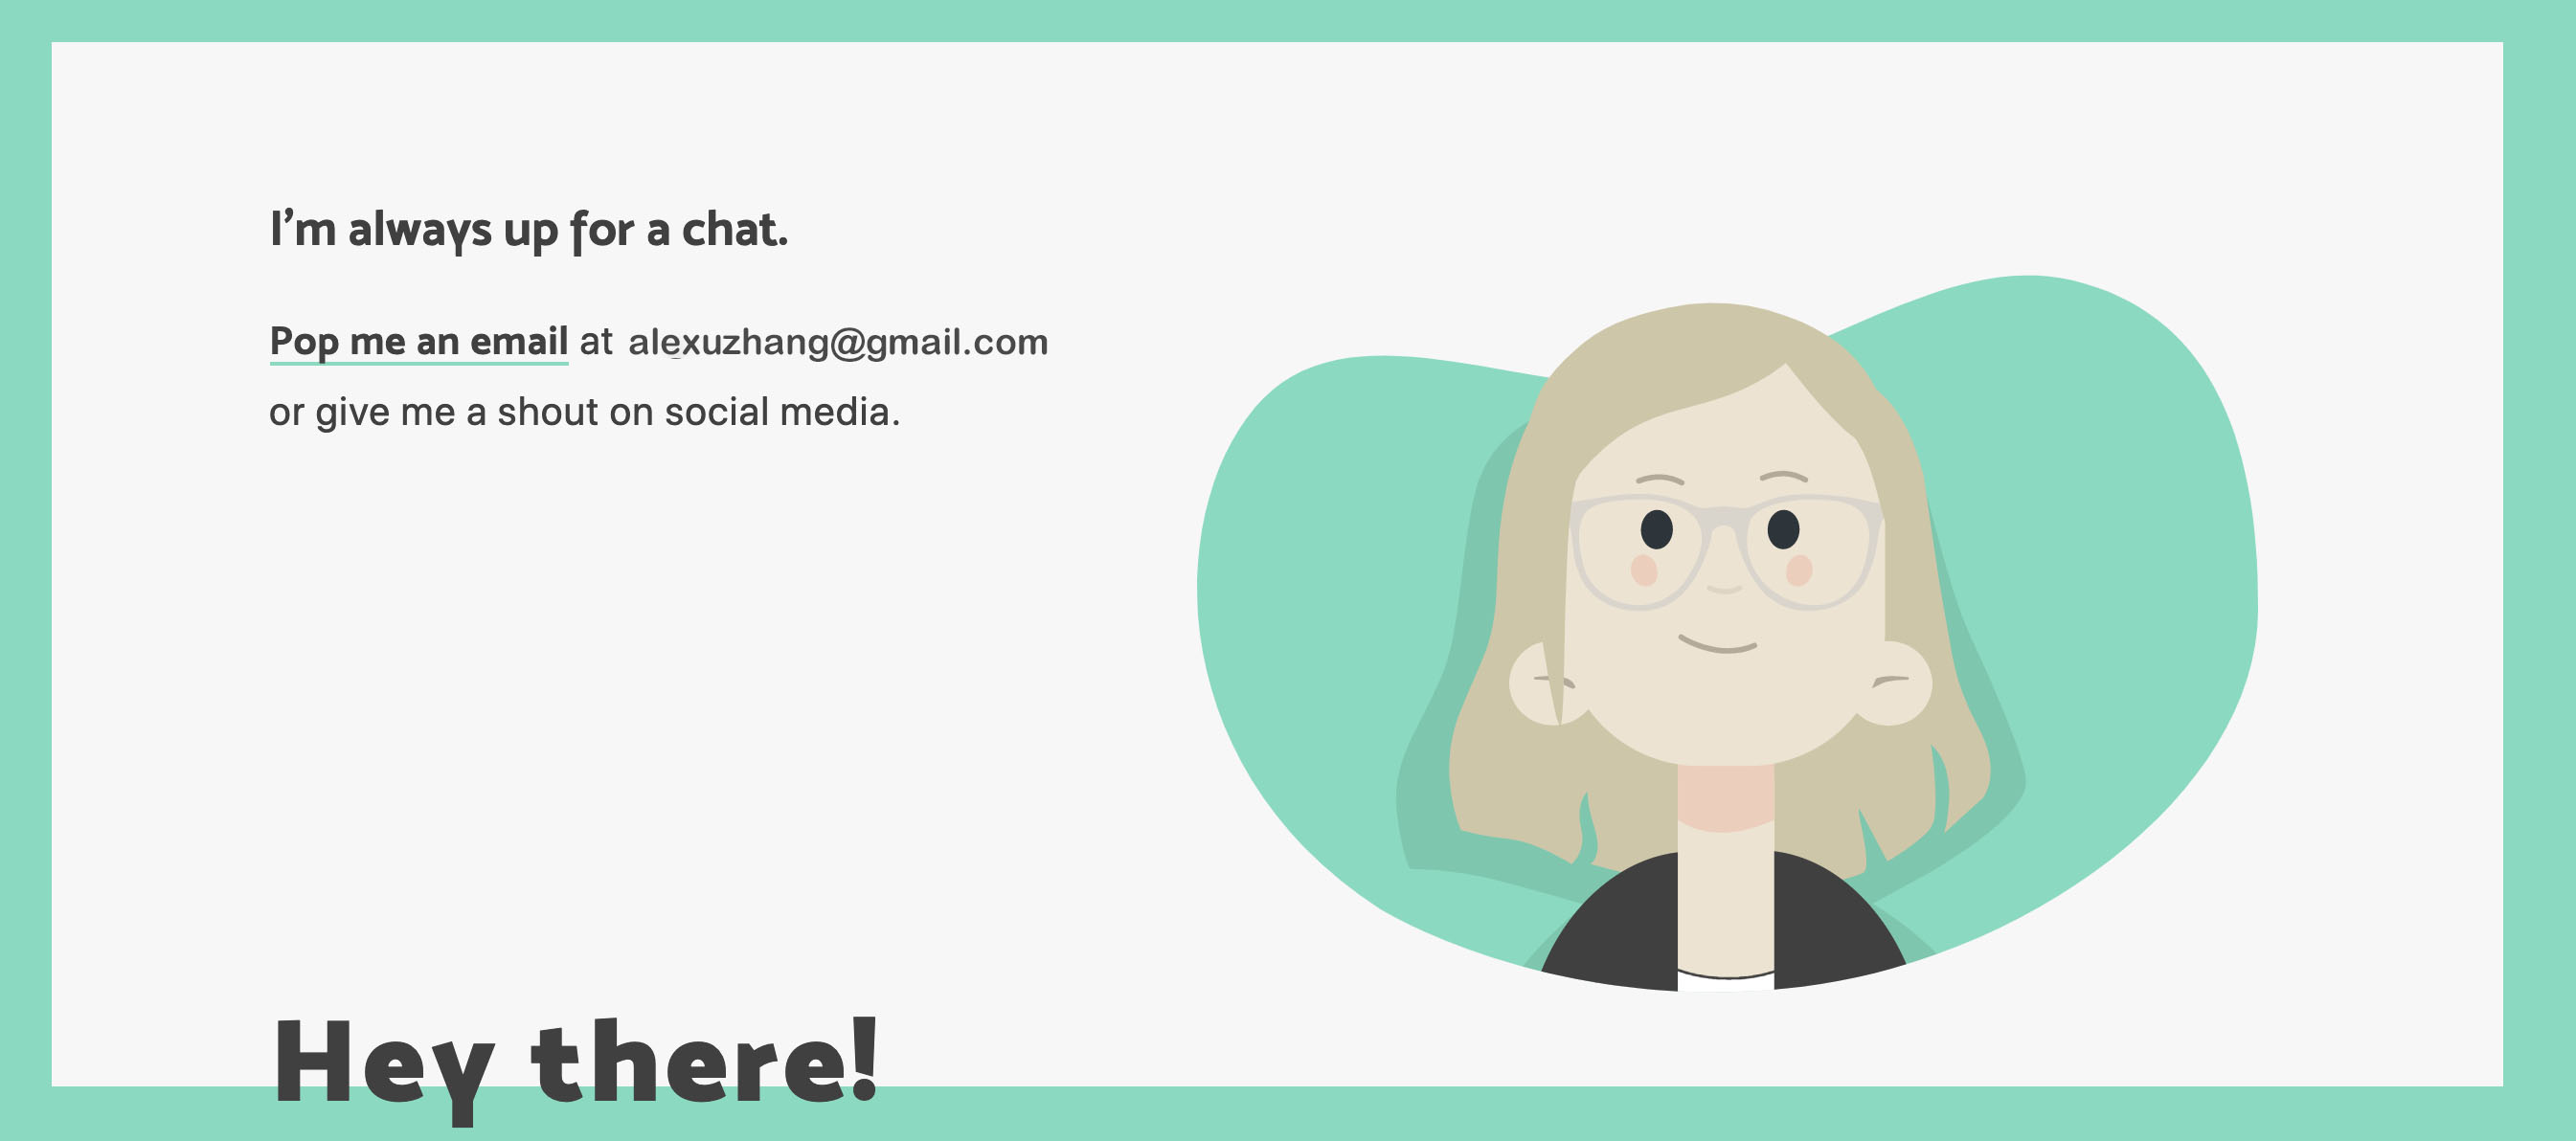 I’m always up for a chat.
Pop me an email at alexuzhang@gmail.com
or give me a shout on social media.
Hey there!